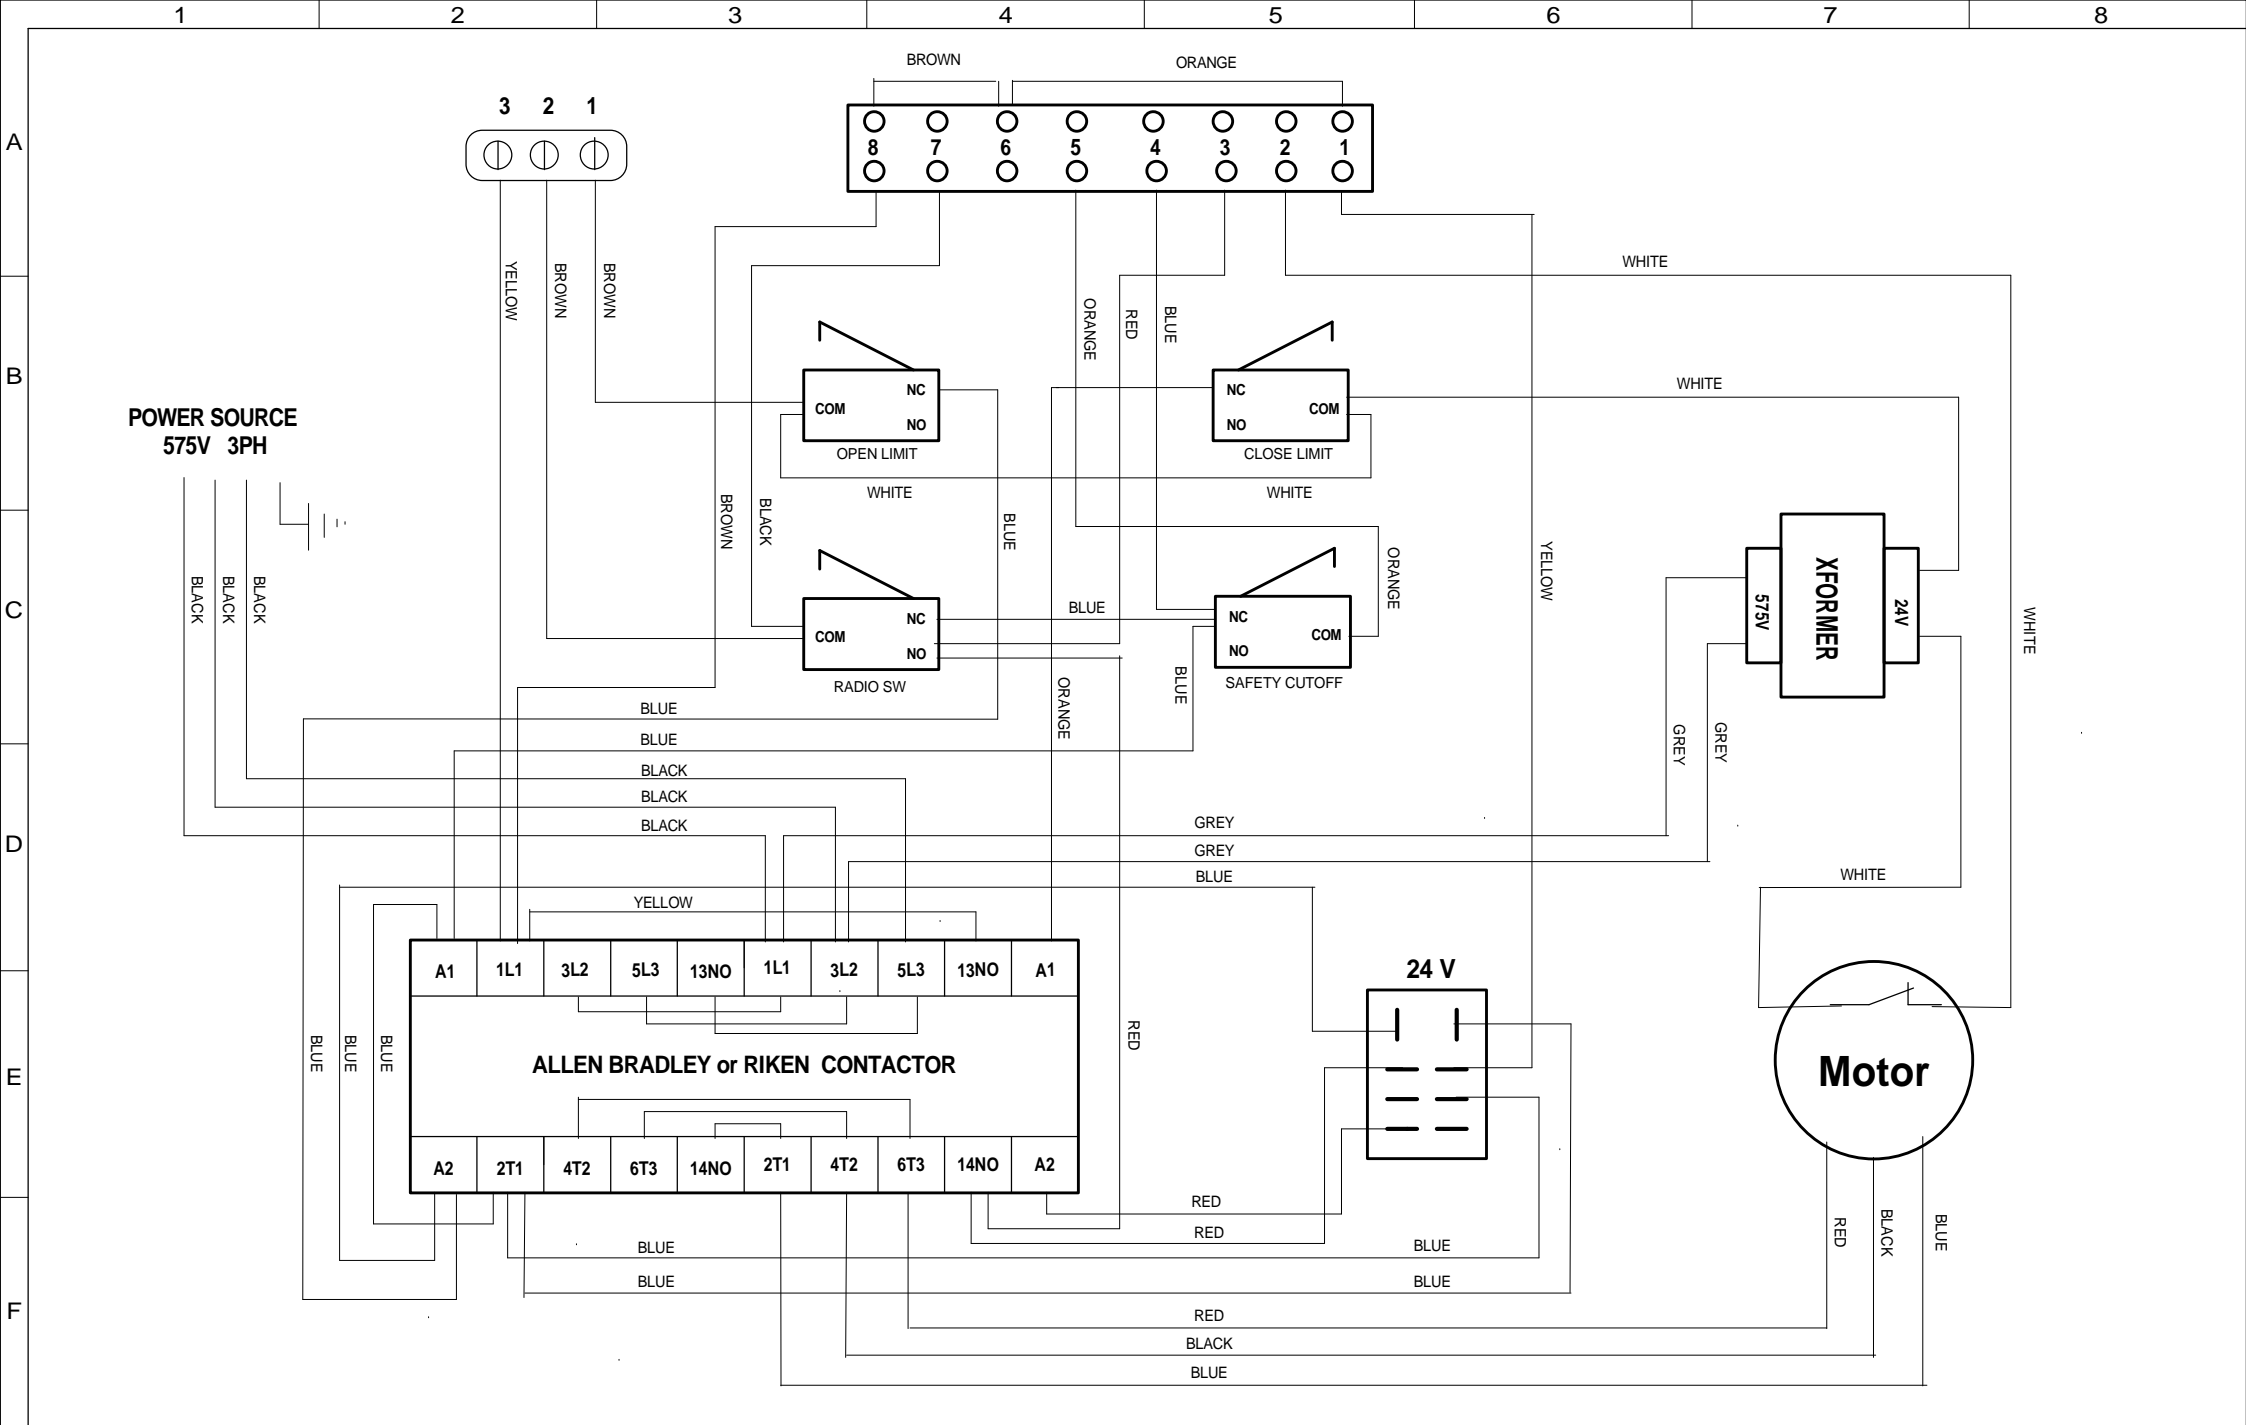 1 2 3 4 5 6 7 8
BROWN ORANGE
3 2 1
A
8 7 6 5 4 3 2 1
YELLOW BROWN BROWN
WHITE
ORANGE RED BLUE
B
NC
COM
NO
OPEN LIMIT
NC
COM
NO
CLOSE LIMIT
WHITE
POWER SOURCE
575V 3PH
WHITE WHITE
BROWN BLACK BLUE
YELLOW
ORANGE
C
BLACK BLACK BLACK
NC
COM
NO
RADIO SW
BLUE
NC
COM
NO
SAFETY CUTOFF
575V XFORMER 24V
WHITE
BLUE
ORANGE
BLUE
BLUE
GREY GREY
BLACK
BLACK
BLACK
D
GREY
GREY
BLUE
WHITE
YELLOW
A1 1L1 3L2 5L3 13NO 1L1 3L2 5L3 13NO A1
24 V
BLUE BLUE BLUE
RED
E
ALLEN BRADLEY or RIKEN CONTACTOR
Motor
A2 2T1 4T2 6T3 14NO 2T1 4T2 6T3 14NO A2
RED
RED
RED BLACK BLUE
BLUE BLUE
BLUE BLUE
F
RED
BLACK
BLUE